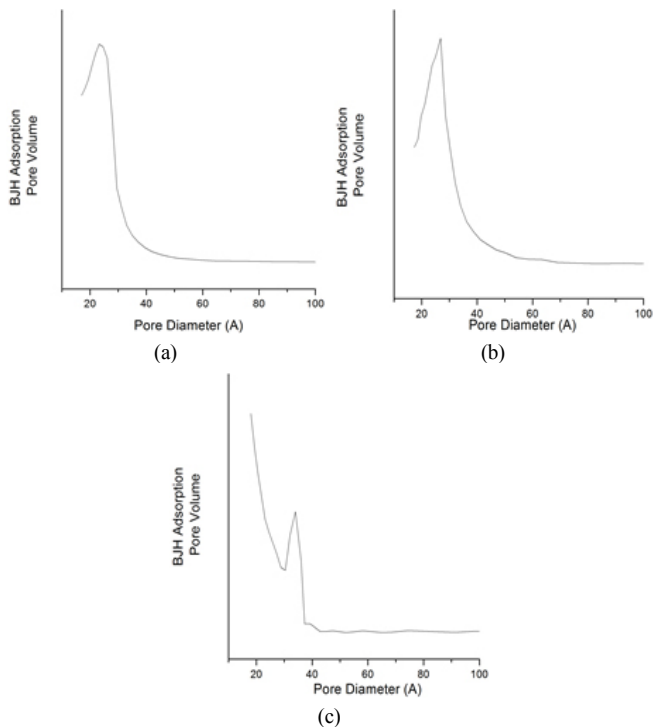 BJH Adsorption
Pore Volume
20
40
60
80
100
Pore Diameter (A)
(a)
BJH Adsorption
Pore Volume
20
40
60
80
100
Pore Diameter (A)
(b)
BJH Adsorption
Pore Volume
20
40
60
80
100
Pore Diameter (A)
(c)